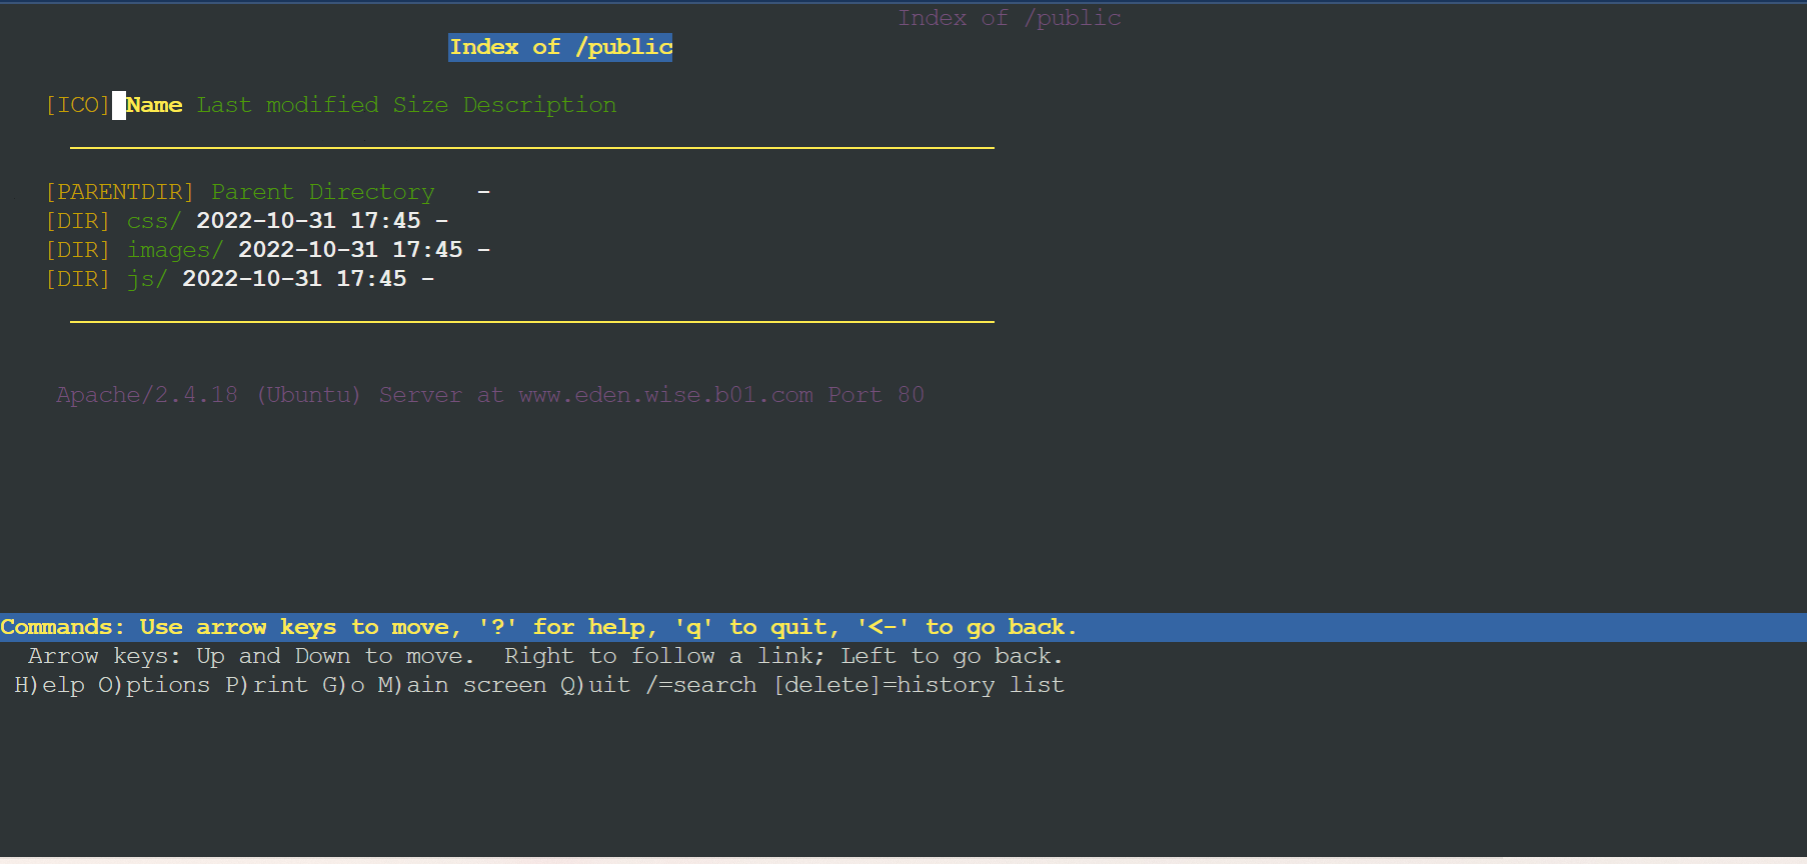 Index of /public
Index of /public
[ICO] Name Last modified Size Description
[PARENTDIR] Parent Directory   -
[DIR] css/ 2022-10-31 17:45 -
[DIR] images/ 2022-10-31 17:45 -
[DIR] js/ 2022-10-31 17:45 -
Apache/2.4.18 (Ubuntu) Server at www.eden.wise.b01.com Port 80
Commands: Use arrow keys to move, '?' for help, 'q' to quit, '<-' to go back.
Arrow keys: Up and Down to move.  Right to follow a link; Left to go back.
H)elp O)ptions P)rint G)o M)ain screen Q)uit /=search [delete]=history list